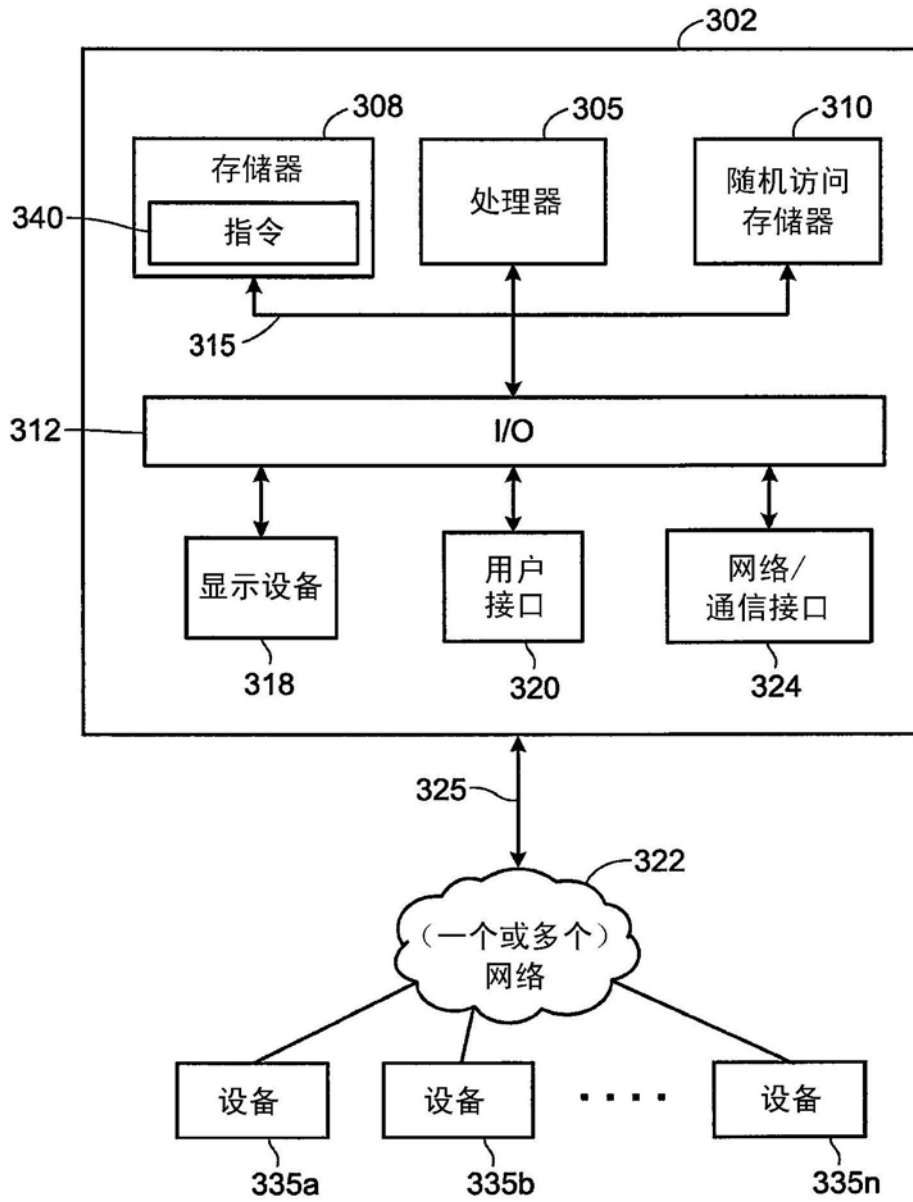 302
308
305
310
存储器
处理器
随机访问
存储器
340
指令
315
312
I/O
显示设备
用户
接口
网络/
通信接口
318
320
324
325
322
（一个或多个）
网络
设备
设备
····
设备
335a
335b
335n